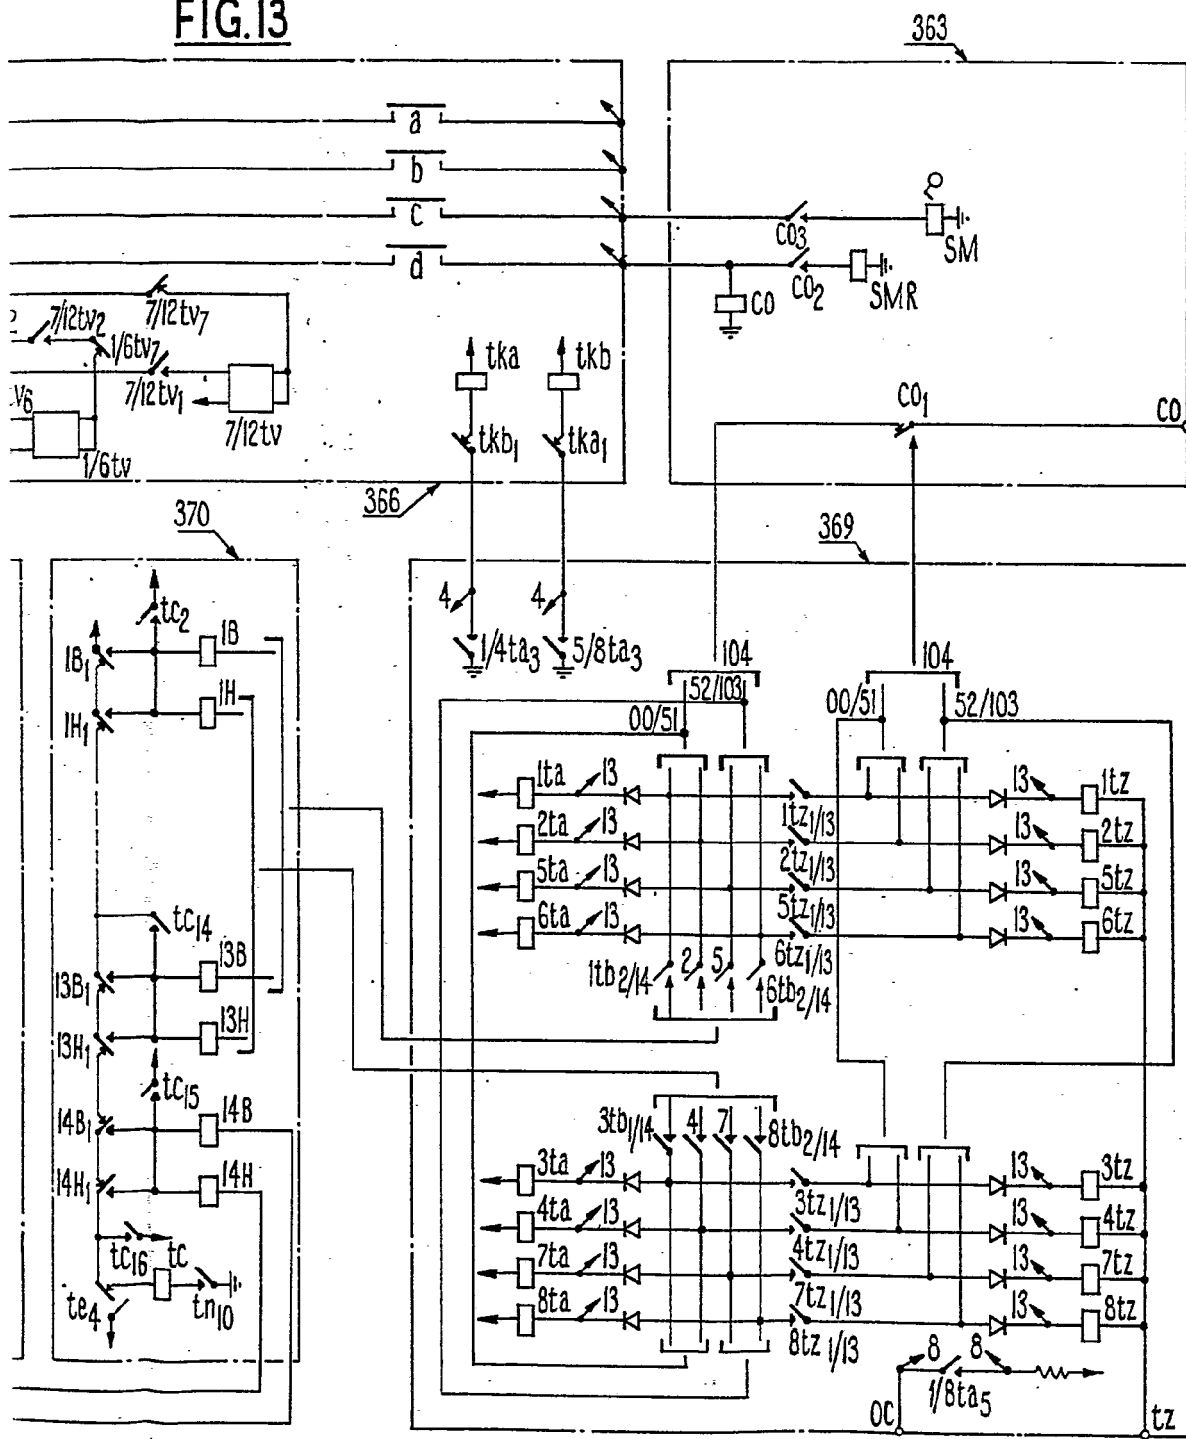 FIG.13
363
a
b
c
d
CO3
SM
CO2
SMR
CO
7/12tv7
7/12tv2
1/6tv7
7/12tv1
7/12tv
V6
1/6tv
tka
tkb
tkb1
tka1
CO1
CO
370
366
369
tc2
1B
1B1
1H
1H1
4
4
1/4ta3
5/8ta3
104
104
52/103
00/51
00/51
52/103
1ta
13
1tz1/13
13
1tz
2ta
13
2tz1/13
13
2tz
5ta
13
5tz1/13
13
5tz
6ta
13
6tz1/13
13
6tz
tc14
13B
13B1
13H
13H1
1tb2/14
2
5
6tb2/14
tc15
14B
14B1
14H
14H1
3tb1/14
4
7
8tb2/14
3ta
13
3tz1/13
13
3tz
4ta
13
4tz1/13
13
4tz
7ta
13
7tz1/13
13
7tz
8ta
13
8tz1/13
13
8tz
tc16
tc
te4
tn10
8
8
1/8ta5
OC
tz